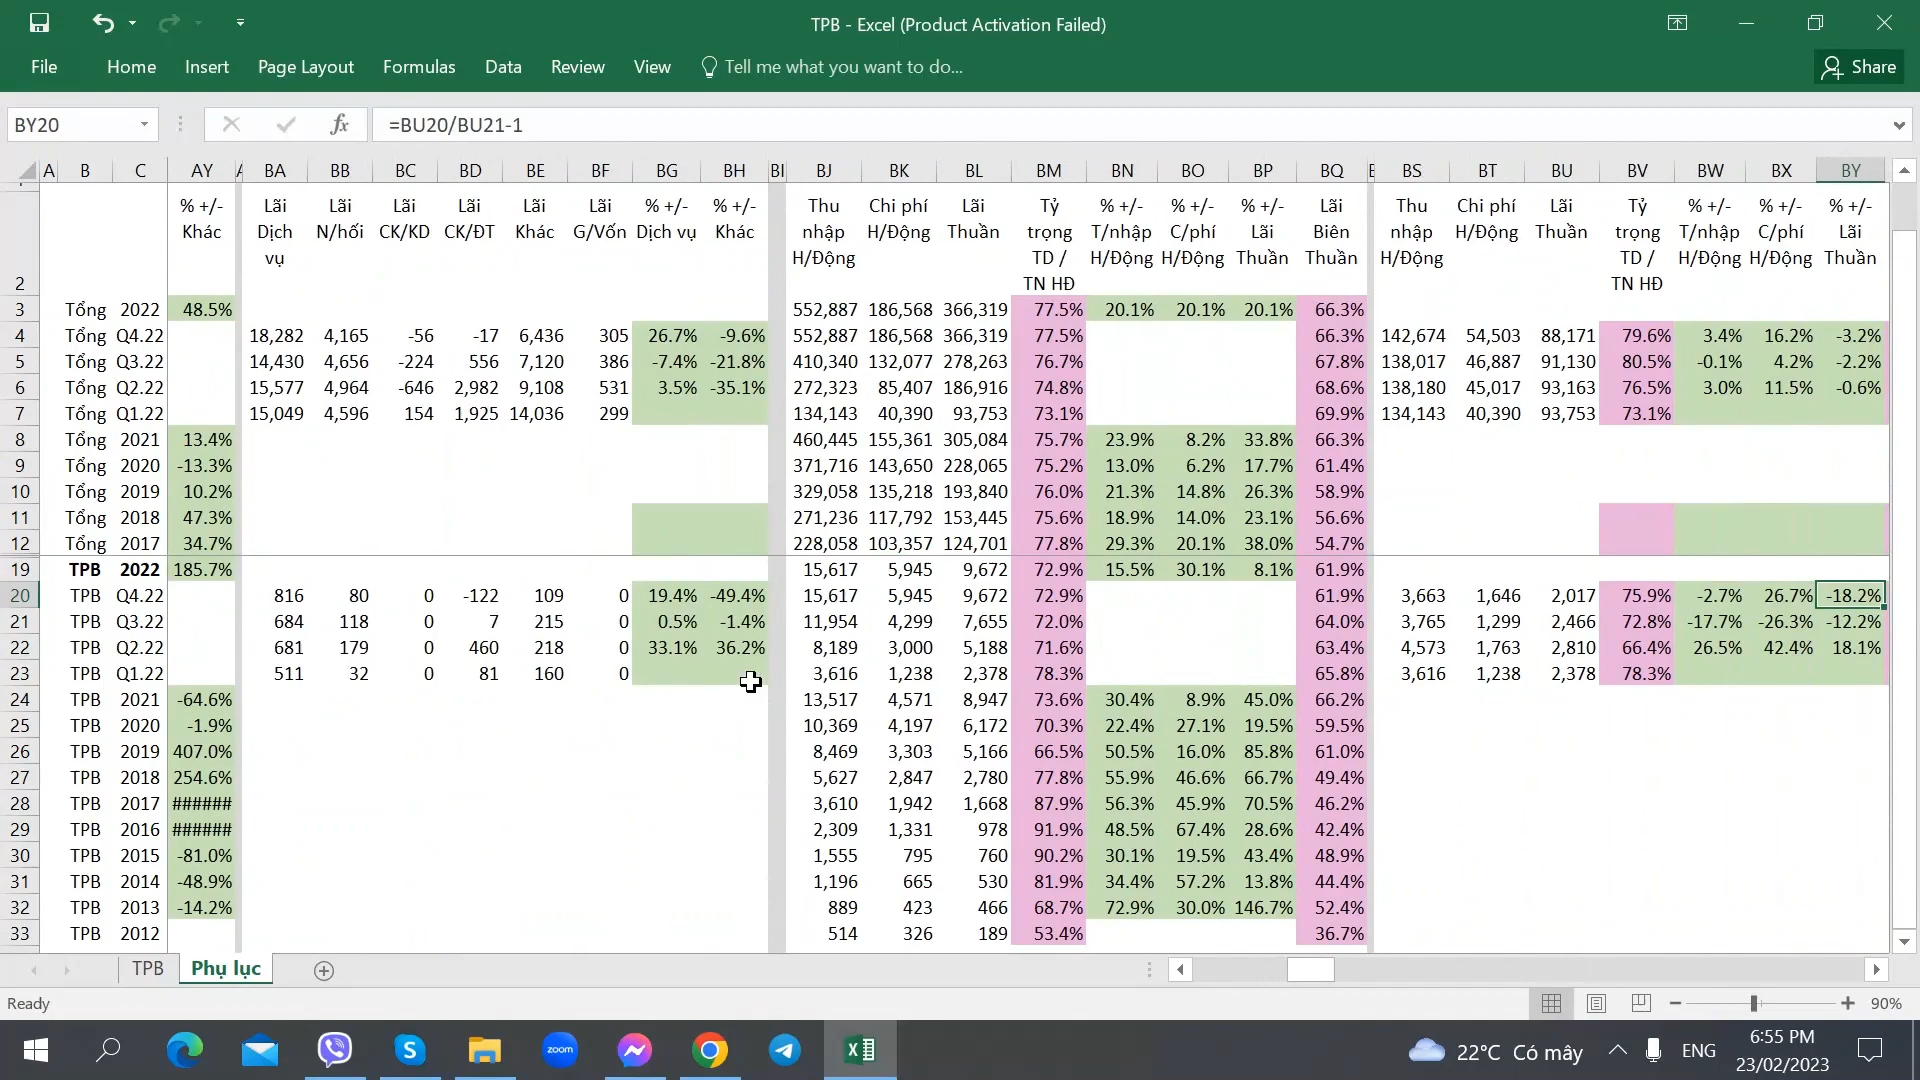 TPB - Excel (Product Activation Failed)
File Home Insert Page Layout Formulas Data Review View Tell me what you want to do... Share
BY20 fx =BU20/BU21-1
A B C AY A BA BB BC BD BE BF BG BH BI BJ BK BL BM BN BO BP BQ E BS BT BU BV BW BX BY
% +/- Lãi Lãi Lãi Lãi Lãi Lãi % +/- % +/- Thu Chi phí Lãi Tỷ % +/- % +/- % +/- Lãi Thu Chi phí Lãi Tỷ % +/- % +/- % +/-
Khác Dịch N/hối CK/KD CK/ĐT Khác G/Vốn Dịch vụ Khác nhập H/Động Thuần trọng T/nhập C/phí Lãi Biên nhập H/Động Thuần trọng T/nhập C/phí Lãi
vụ H/Động TD / H/Động H/Động Thuần Thuần H/Động TD / H/Động H/Động Thuần
2 TN HĐ TN HĐ
3 Tổng 2022 48.5% 552,887 186,568 366,319 77.5% 20.1% 20.1% 20.1% 66.3%
4 Tổng Q4.22 18,282 4,165 -56 -17 6,436 305 26.7% -9.6% 552,887 186,568 366,319 77.5% 66.3% 142,674 54,503 88,171 79.6% 3.4% 16.2% -3.2%
5 Tổng Q3.22 14,430 4,656 -224 556 7,120 386 -7.4% -21.8% 410,340 132,077 278,263 76.7% 67.8% 138,017 46,887 91,130 80.5% -0.1% 4.2% -2.2%
6 Tổng Q2.22 15,577 4,964 -646 2,982 9,108 531 3.5% -35.1% 272,323 85,407 186,916 74.8% 68.6% 138,180 45,017 93,163 76.5% 3.0% 11.5% -0.6%
7 Tổng Q1.22 15,049 4,596 154 1,925 14,036 299 134,143 40,390 93,753 73.1% 69.9% 134,143 40,390 93,753 73.1%
8 Tổng 2021 13.4% 460,445 155,361 305,084 75.7% 23.9% 8.2% 33.8% 66.3%
9 Tổng 2020 -13.3% 371,716 143,650 228,065 75.2% 13.0% 6.2% 17.7% 61.4%
10 Tổng 2019 10.2% 329,058 135,218 193,840 76.0% 21.3% 14.8% 26.3% 58.9%
11 Tổng 2018 47.3% 271,236 117,792 153,445 75.6% 18.9% 14.0% 23.1% 56.6%
12 Tổng 2017 34.7% 228,058 103,357 124,701 77.8% 29.3% 20.1% 38.0% 54.7%
19 TPB 2022 185.7% 15,617 5,945 9,672 72.9% 15.5% 30.1% 8.1% 61.9%
20 TPB Q4.22 816 80 0 -122 109 0 19.4% -49.4% 15,617 5,945 9,672 72.9% 61.9% 3,663 1,646 2,017 75.9% -2.7% 26.7% -18.2%
21 TPB Q3.22 684 118 0 7 215 0 0.5% -1.4% 11,954 4,299 7,655 72.0% 64.0% 3,765 1,299 2,466 72.8% -17.7% -26.3% -12.2%
22 TPB Q2.22 681 179 0 460 218 0 33.1% 36.2% 8,189 3,000 5,188 71.6% 63.4% 4,573 1,763 2,810 66.4% 26.5% 42.4% 18.1%
23 TPB Q1.22 511 32 0 81 160 0 3,616 1,238 2,378 78.3% 65.8% 3,616 1,238 2,378 78.3%
24 TPB 2021 -64.6% 13,517 4,571 8,947 73.6% 30.4% 8.9% 45.0% 66.2%
25 TPB 2020 -1.9% 10,369 4,197 6,172 70.3% 22.4% 27.1% 19.5% 59.5%
26 TPB 2019 407.0% 8,469 3,303 5,166 66.5% 50.5% 16.0% 85.8% 61.0%
27 TPB 2018 254.6% 5,627 2,847 2,780 77.8% 55.9% 46.6% 66.7% 49.4%
28 TPB 2017 ###### 3,610 1,942 1,668 87.9% 56.3% 45.9% 70.5% 46.2%
29 TPB 2016 ###### 2,309 1,331 978 91.9% 48.5% 67.4% 28.6% 42.4%
30 TPB 2015 -81.0% 1,555 795 760 90.2% 30.1% 19.5% 43.4% 48.9%
31 TPB 2014 -48.9% 1,196 665 530 81.9% 34.4% 57.2% 13.8% 44.4%
32 TPB 2013 -14.2% 889 423 466 68.7% 72.9% 30.0% 146.7% 52.4%
33 TPB 2012 514 326 189 53.4% 36.7%
TPB Phụ lục
Ready 90%
zoom 22°C Có mây ENG 6:55 PM
23/02/2023